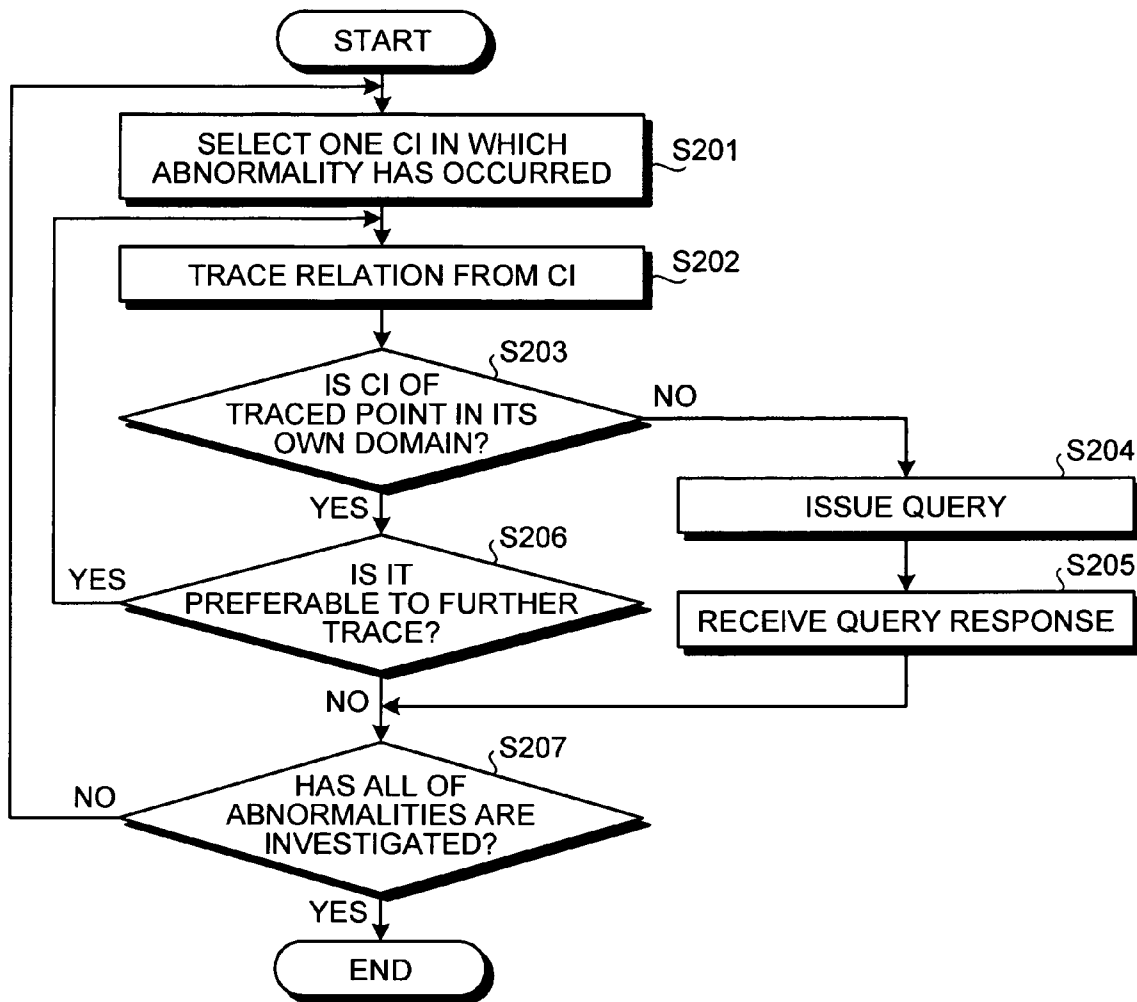 START
SELECT ONE CI IN WHICH
ABNORMALITY HAS OCCURRED
S201
TRACE RELATION FROM CI
S202
S203
IS CI OF
TRACED POINT IN ITS
OWN DOMAIN?
NO
YES
S204
ISSUE QUERY
S206
IS IT
PREFERABLE TO FURTHER
TRACE?
YES
NO
S205
RECEIVE QUERY RESPONSE
S207
HAS ALL OF
ABNORMALITIES ARE
INVESTIGATED?
NO
YES
END